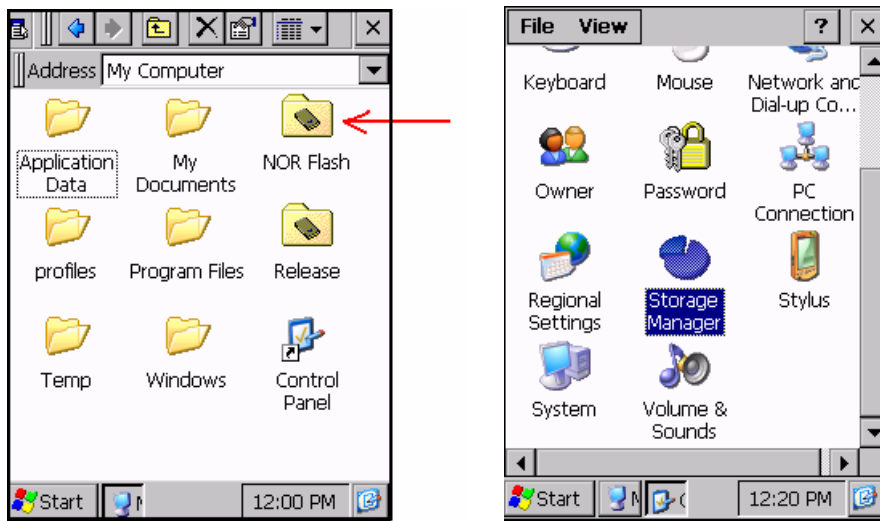 Address My Computer
Application Data
My Documents
NOR Flash
profiles
Program Files
Release
Temp
Windows
Control Panel
Start
12:00 PM
File View ?
Keyboard
Mouse
Network and Dial-up Co...
Owner
Password
PC Connection
Regional Settings
Storage Manager
Stylus
System
Volume & Sounds
Start
12:20 PM